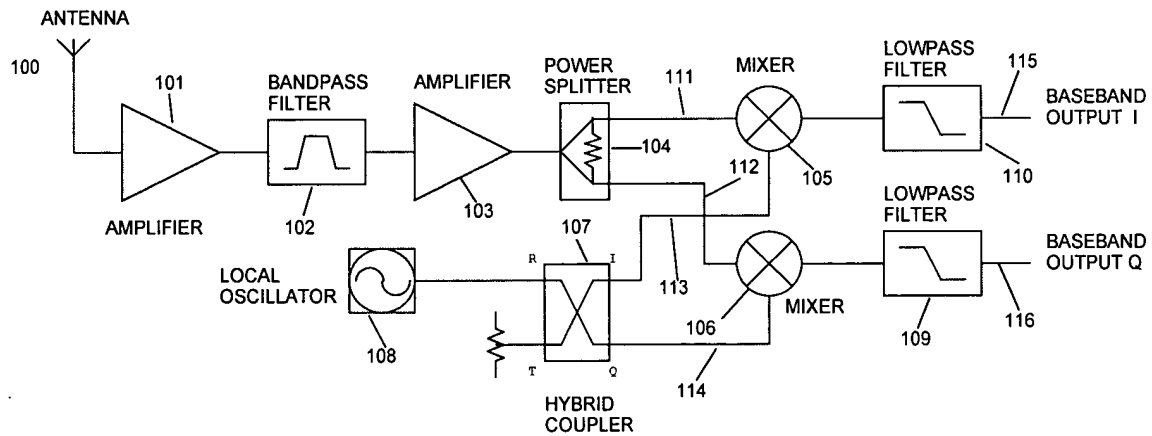 ANTENNA
100
AMPLIFIER
101
BANDPASS
FILTER
102
AMPLIFIER
103
POWER
SPLITTER
104
111
112
MIXER
105
LOWPASS
FILTER
110
115
BASEBAND
OUTPUT I
LOCAL
OSCILLATOR
108
R
I
T
Q
107
HYBRID
COUPLER
113
114
106
MIXER
LOWPASS
FILTER
109
116
BASEBAND
OUTPUT Q